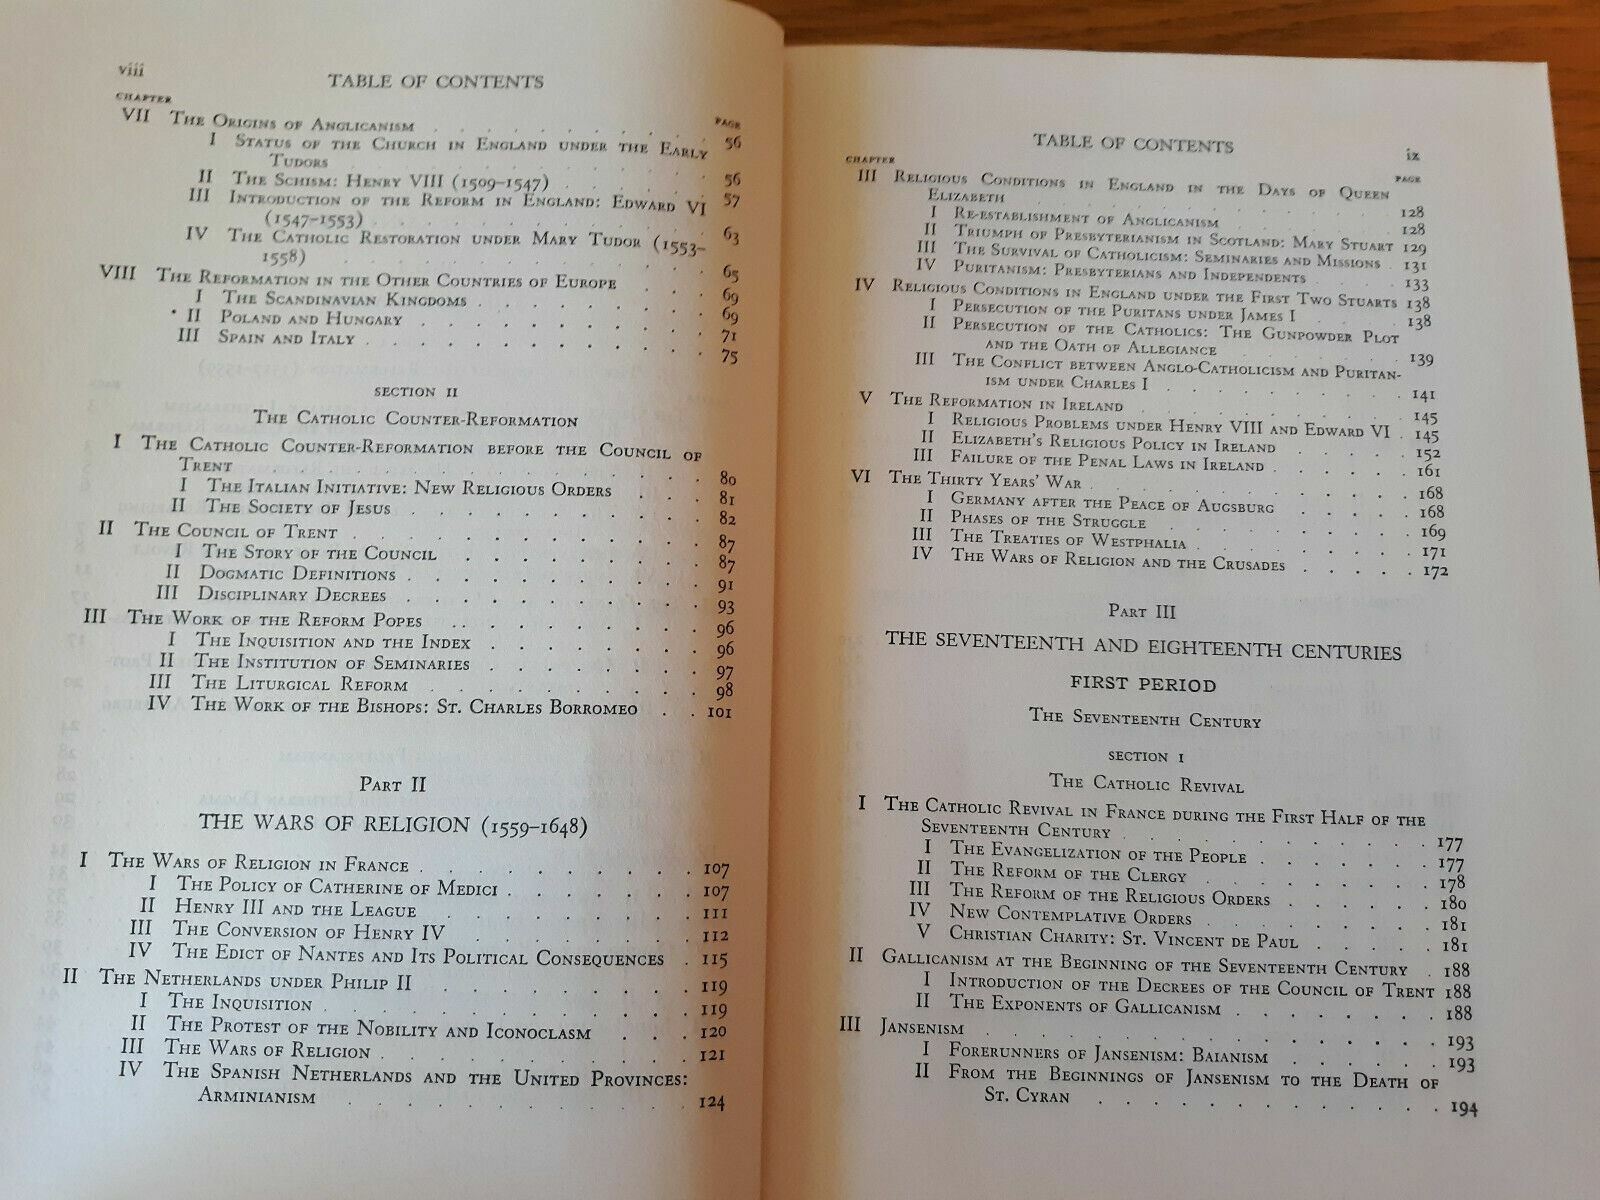 viii
TABLE OF CONTENTS
CHAPTER
PAGE
VII THE ORIGINS OF ANGLICANISM . . . . . . . . 56
I STATUS OF THE CHURCH IN ENGLAND UNDER THE EARLY
TUDORS . . . . . . . . 56
II THE SCHISM: HENRY VIII (1509–1547) . . . . . 57
III INTRODUCTION OF THE REFORM IN ENGLAND: EDWARD VI
(1547–1553) . . . . . . . . 63
IV THE CATHOLIC RESTORATION UNDER MARY TUDOR (1553–
1558) . . . . . . . . 65
VIII THE REFORMATION IN THE OTHER COUNTRIES OF EUROPE . . . 69
I THE SCANDINAVIAN KINGDOMS . . . . . . 69
II POLAND AND HUNGARY . . . . . . . . 71
III SPAIN AND ITALY . . . . . . . . 75
SECTION II
THE CATHOLIC COUNTER-REFORMATION
I THE CATHOLIC COUNTER-REFORMATION BEFORE THE COUNCIL OF
TRENT . . . . . . . . 80
I THE ITALIAN INITIATIVE: NEW RELIGIOUS ORDERS . . . 81
II THE SOCIETY OF JESUS . . . . . . . . 82
II THE COUNCIL OF TRENT . . . . . . . . 87
I THE STORY OF THE COUNCIL . . . . . . 87
II DOGMATIC DEFINITIONS . . . . . . . . 91
III DISCIPLINARY DECREES . . . . . . . . 93
III THE WORK OF THE REFORM POPES . . . . . . . 96
I THE INQUISITION AND THE INDEX . . . . . 96
II THE INSTITUTION OF SEMINARIES . . . . . 97
III THE LITURGICAL REFORM . . . . . . . 98
IV THE WORK OF THE BISHOPS: ST. CHARLES BORROMEO . . 101
PART II
THE WARS OF RELIGION (1559–1648)
I THE WARS OF RELIGION IN FRANCE . . . . . . . 107
I THE POLICY OF CATHERINE OF MEDICI . . . . . 107
II HENRY III AND THE LEAGUE . . . . . . 111
III THE CONVERSION OF HENRY IV . . . . . . 112
IV THE EDICT OF NANTES AND ITS POLITICAL CONSEQUENCES . 115
II THE NETHERLANDS UNDER PHILIP II . . . . . . . 119
I THE INQUISITION . . . . . . . . 119
II THE PROTEST OF THE NOBILITY AND ICONOCLASM . . . 120
III THE WARS OF RELIGION . . . . . . . . 121
IV THE SPANISH NETHERLANDS AND THE UNITED PROVINCES:
ARMINIANISM . . . . . . . . 124
TABLE OF CONTENTS
ix
CHAPTER
PAGE
III RELIGIOUS CONDITIONS IN ENGLAND IN THE DAYS OF QUEEN
ELIZABETH . . . . . . . . 128
I RE-ESTABLISHMENT OF ANGLICANISM . . . . . 128
II TRIUMPH OF PRESBYTERIANISM IN SCOTLAND: MARY STUART 129
III THE SURVIVAL OF CATHOLICISM: SEMINARIES AND MISSIONS . 131
IV PURITANISM: PRESBYTERIANS AND INDEPENDENTS . . . 133
IV RELIGIOUS CONDITIONS IN ENGLAND UNDER THE FIRST TWO STUARTS 138
I PERSECUTION OF THE PURITANS UNDER JAMES I . . . 138
II PERSECUTION OF THE CATHOLICS: THE GUNPOWDER PLOT
AND THE OATH OF ALLEGIANCE . . . . . 139
III THE CONFLICT BETWEEN ANGLO-CATHOLICISM AND PURITAN-
ISM UNDER CHARLES I . . . . . . . 141
V THE REFORMATION IN IRELAND . . . . . . . 145
I RELIGIOUS PROBLEMS UNDER HENRY VIII AND EDWARD VI . 145
II ELIZABETH'S RELIGIOUS POLICY IN IRELAND . . . . 152
III FAILURE OF THE PENAL LAWS IN IRELAND . . . . 161
VI THE THIRTY YEARS' WAR . . . . . . . . 168
I GERMANY AFTER THE PEACE OF AUGSBURG . . . . 168
II PHASES OF THE STRUGGLE . . . . . . . 169
III THE TREATIES OF WESTPHALIA . . . . . . 171
IV THE WARS OF RELIGION AND THE CRUSADES . . . . 172
PART III
THE SEVENTEENTH AND EIGHTEENTH CENTURIES
FIRST PERIOD
THE SEVENTEENTH CENTURY
SECTION I
THE CATHOLIC REVIVAL
I THE CATHOLIC REVIVAL IN FRANCE DURING THE FIRST HALF OF THE
SEVENTEENTH CENTURY . . . . . . . . 177
I THE EVANGELIZATION OF THE PEOPLE . . . . . 177
II THE REFORM OF THE CLERGY . . . . . . 178
III THE REFORM OF THE RELIGIOUS ORDERS . . . . 180
IV NEW CONTEMPLATIVE ORDERS . . . . . . 181
V CHRISTIAN CHARITY: ST. VINCENT DE PAUL . . . . 181
II GALLICANISM AT THE BEGINNING OF THE SEVENTEENTH CENTURY . 188
I INTRODUCTION OF THE DECREES OF THE COUNCIL OF TRENT 188
II THE EXPONENTS OF GALLICANISM . . . . . . 188
III JANSENISM . . . . . . . . 193
I FORERUNNERS OF JANSENISM: BAIANISM . . . . . 193
II FROM THE BEGINNINGS OF JANSENISM TO THE DEATH OF
ST. CYRAN . . . . . . . . 194